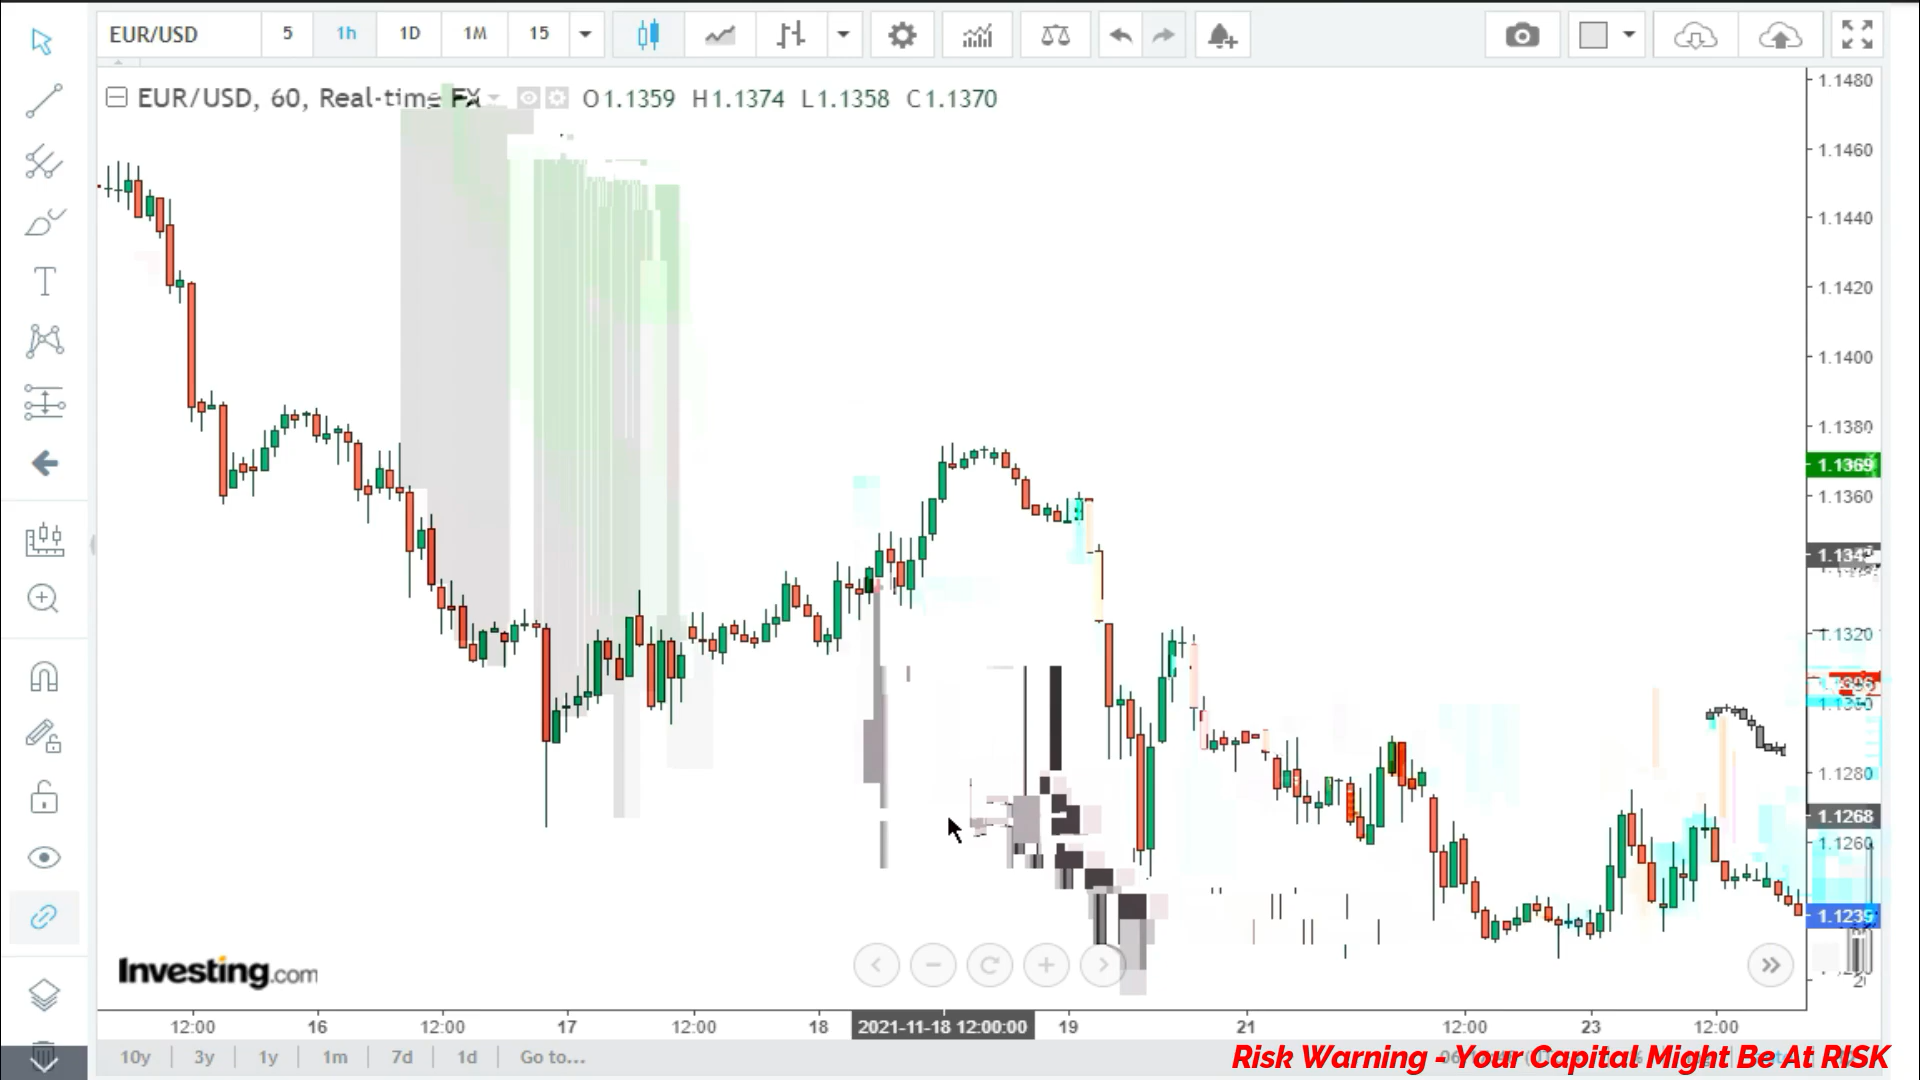 EUR/USD 5 1h 1D 1M 15
EUR/USD, 60, Real-time FX O1.1359 H1.1374 L1.1358 C1.1370
1.1480
1.1460
1.1440
1.1420
1.1400
1.1380
1.1369
1.1360
1.1320
1.1280
1.1268
1.1260
1.1235
Investing.com
12:00 16 12:00 17 12:00 18 2021-11-18 12:00:00 19 21 12:00 23 12:00
10y 3y 1y 1m 7d 1d Go to...
Risk Warning - Your Capital Might Be At RISK